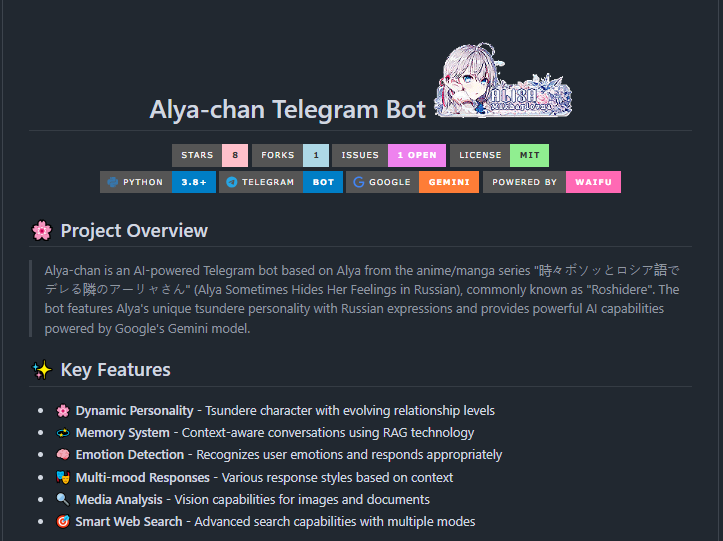 Alya-chan Telegram Bot
ALISA
STARS 8 FORKS 1 ISSUES 1 OPEN LICENSE MIT
PYTHON 3.8+ TELEGRAM BOT GOOGLE GEMINI POWERED BY WAIFU
Project Overview
Alya-chan is an AI-powered Telegram bot based on Alya from the anime/manga series "時々ボソッとロシア語で
デレる隣のアーリャさん" (Alya Sometimes Hides Her Feelings in Russian), commonly known as "Roshidere". The
bot features Alya's unique tsundere personality with Russian expressions and provides powerful AI capabilities
powered by Google's Gemini model.
Key Features
Dynamic Personality - Tsundere character with evolving relationship levels
Memory System - Context-aware conversations using RAG technology
Emotion Detection - Recognizes user emotions and responds appropriately
Multi-mood Responses - Various response styles based on context
Media Analysis - Vision capabilities for images and documents
Smart Web Search - Advanced search capabilities with multiple modes